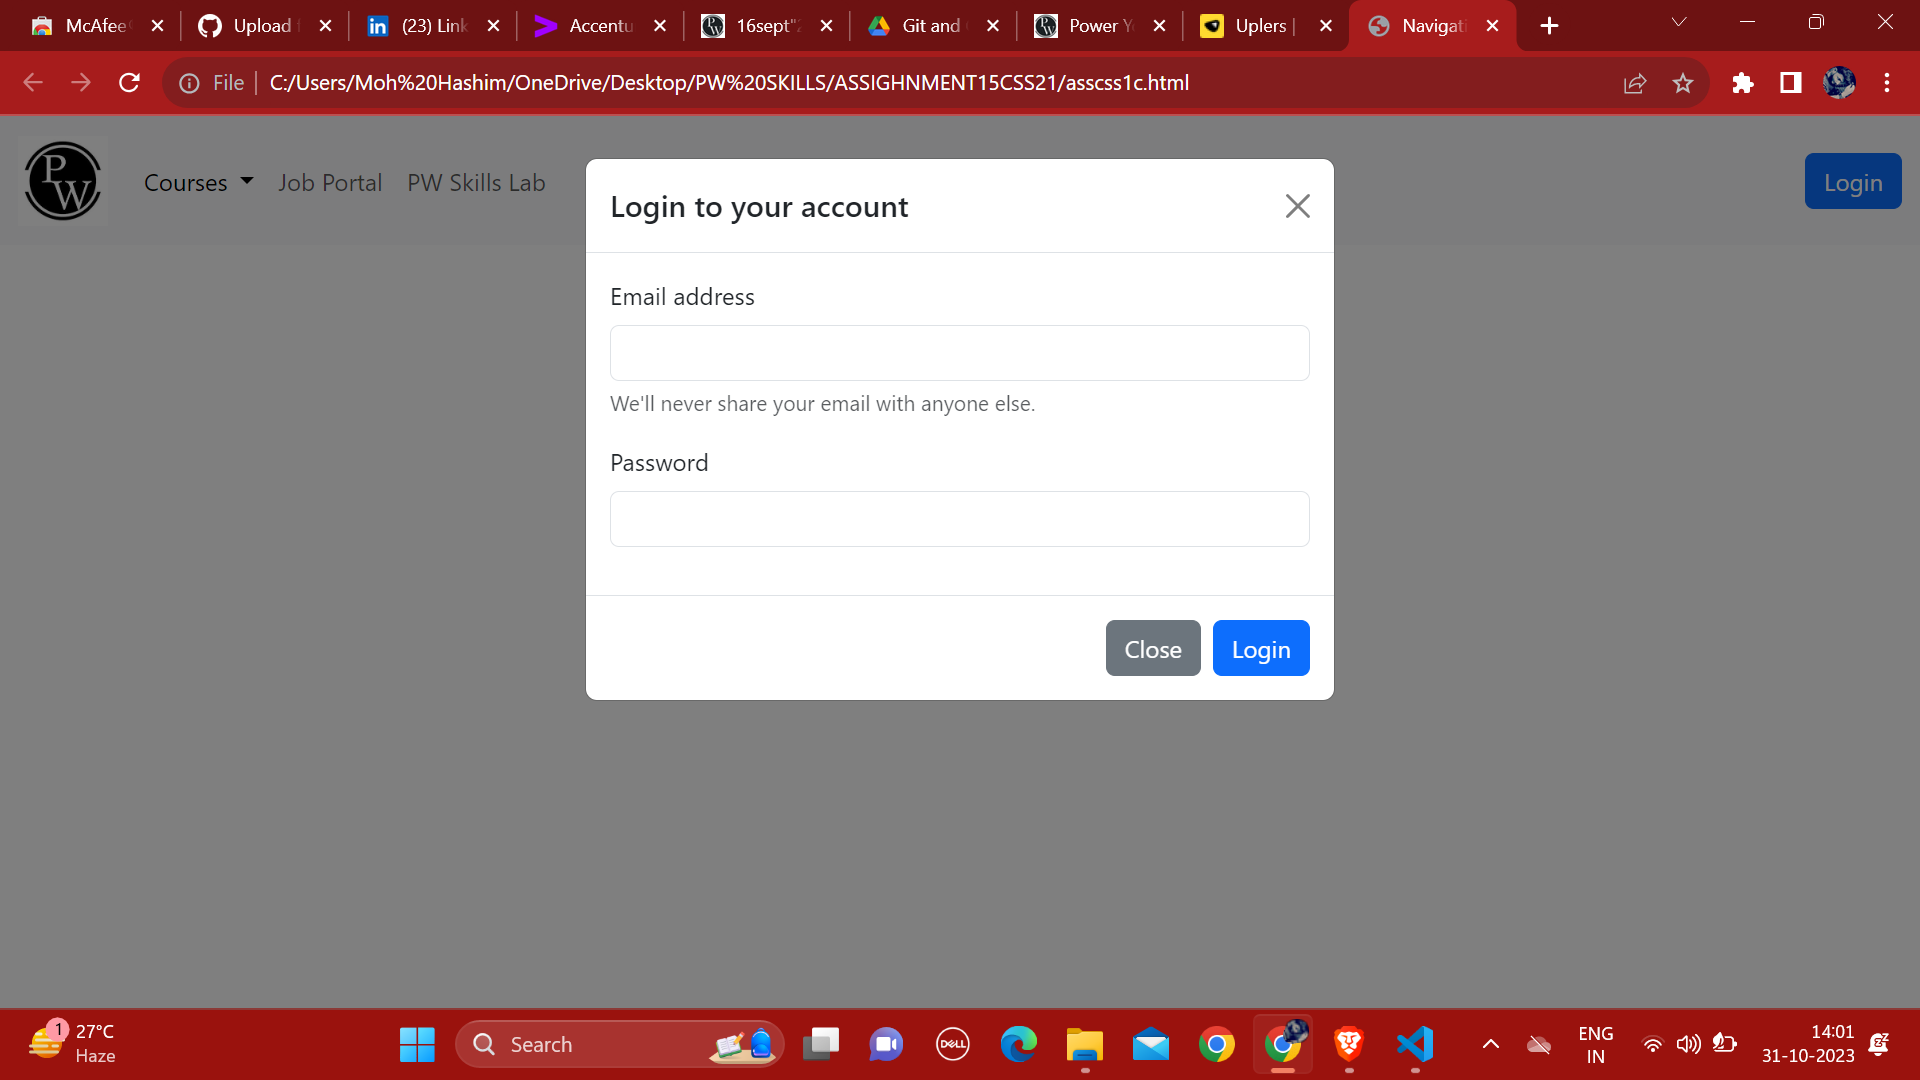 McAfee
Upload f
(23) Link
Accentu
16sept"2
Git and
Power Y
Uplers |
Navigati
File
C:/Users/Moh%20Hashim/OneDrive/Desktop/PW%20SKILLS/ASSIGHNMENT15CSS21/asscss1c.html
PW
Courses
Job Portal
PW Skills Lab
Login
Login to your account
Email address
We'll never share your email with anyone else.
Password
Close
Login
1
27°C
Haze
Search
DELL
ENG
IN
14:01
31-10-2023